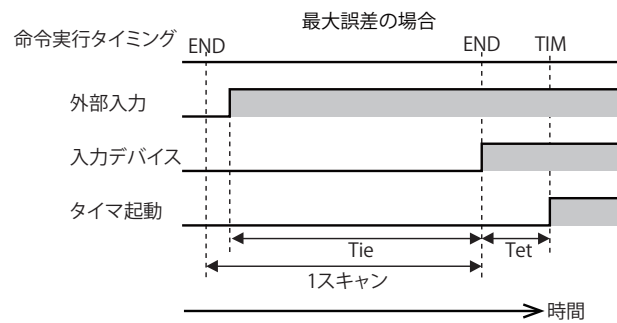 最大誤差の場合
命令実行タイミング END END TIM
外部入力
入力デバイス
タイマ起動
Tie Tet
1スキャン
時間